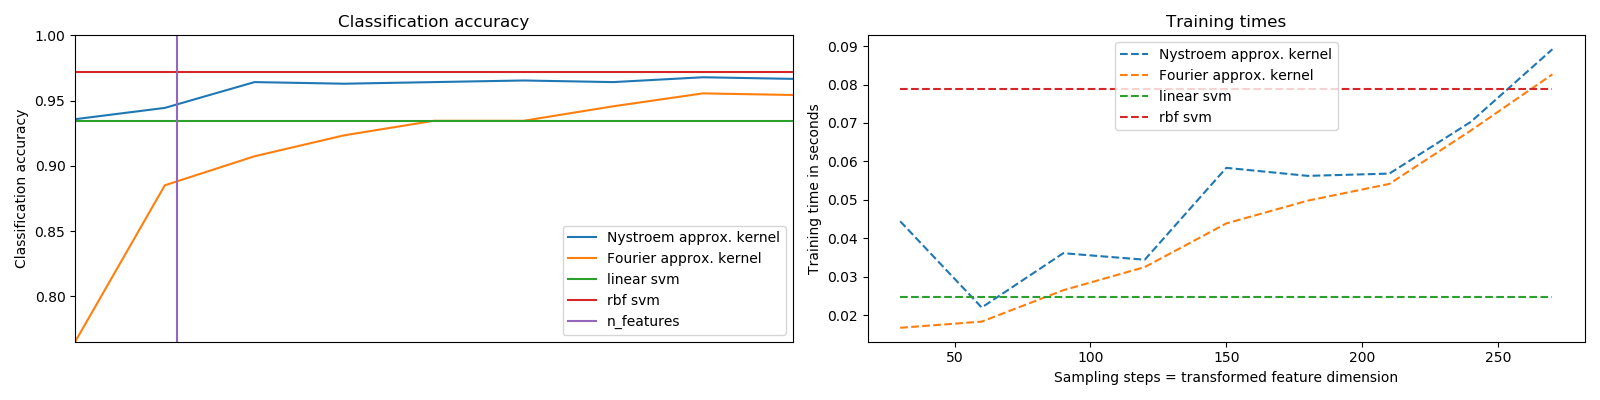 Classification accuracy
Classification accuracy
1.00
0.95
0.90
0.85
0.80
Nystroem approx. kernel
Fourier approx. kernel
linear svm
rbf svm
n_features
Training times
Training time in seconds
0.09
0.08
0.07
0.06
0.05
0.04
0.03
0.02
Nystroem approx. kernel
Fourier approx. kernel
linear svm
rbf svm
50 100 150 200 250
Sampling steps = transformed feature dimension